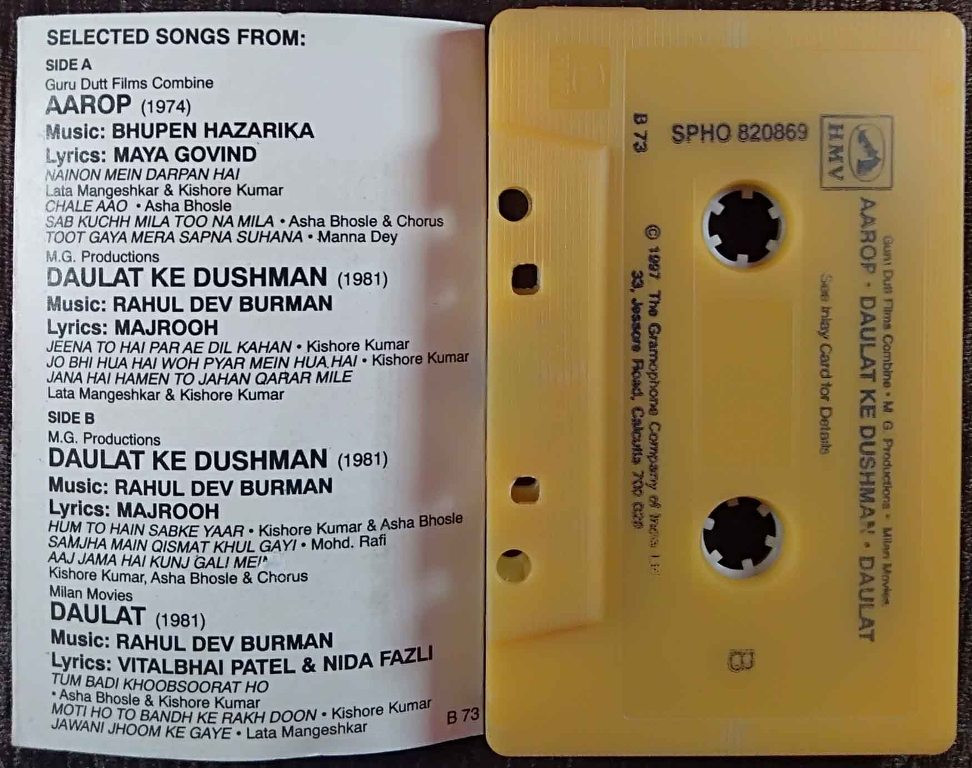 SELECTED SONGS FROM:
SIDE A
Guru Dutt Films Combine
AAROP (1974)
Music: BHUPEN HAZARIKA
Lyrics: MAYA GOVIND
NAINON MEIN DARPAN HAI
Lata Mangeshkar & Kishore Kumar
CHALE AAO • Asha Bhosle
SAB KUCHH MILA TOO NA MILA • Asha Bhosle & Chorus
TOOT GAYA MERA SAPNA SUHANA • Manna Dey
M.G. Productions
DAULAT KE DUSHMAN (1981)
Music: RAHUL DEV BURMAN
Lyrics: MAJROOH
JEENA TO HAI PAR AE DIL KAHAN • Kishore Kumar
JO BHI HUA HAI WOH PYAR MEIN HUA HAI • Kishore Kumar
JANA HAI HAMEN TO JAHAN QARAR MILE
Lata Mangeshkar & Kishore Kumar
SIDE B
M.G. Productions
DAULAT KE DUSHMAN (1981)
Music: RAHUL DEV BURMAN
Lyrics: MAJROOH
HUM TO HAIN SABKE YAAR • Kishore Kumar & Asha Bhosle
SAMJHA MAIN QISMAT KHUL GAYI • Mohd. Rafi
AAJ JAMA HAI KUNJ GALI MEIN
Kishore Kumar, Asha Bhosle & Chorus
Milan Movies
DAULAT (1981)
Music: RAHUL DEV BURMAN
Lyrics: VITALBHAI PATEL & NIDA FAZLI
TUM BADI KHOOBSOORAT HO
• Asha Bhosle & Kishore Kumar
MOTI HO TO BANDH KE RAKH DOON • Kishore Kumar
JAWANI JHOOM KE GAYE • Lata Mangeshkar
B 73
HMV
SPHO 820869
B 73
Guru Dutt Films Combine • M. G. Productions • Milan Movies
AAROP • DAULAT KE DUSHMAN • DAULAT
See Inlay Card for Details
© 1997 The Gramophone Company of India Ltd
33, Jessore Road, Calcutta 700 028
B